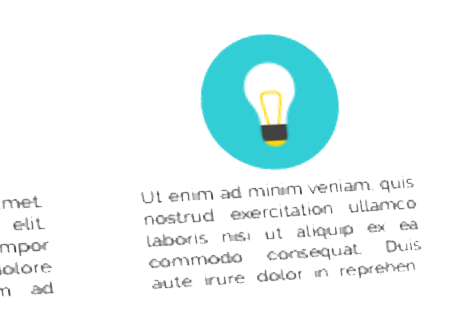 met
elit
mpor
dolore
m ad
Ut enim ad minim veniam, quis
nostrud exercitation ullamco
laboris nisi ut aliquip ex ea
commodo consequat. Duis
aute irure dolor in reprehen